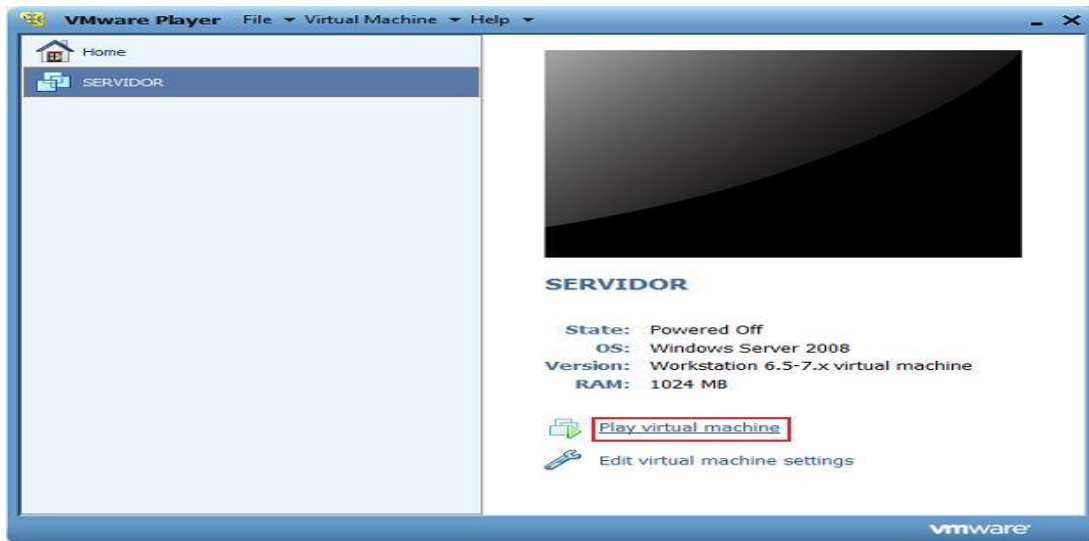 VMware Player File Virtual Machine Help
Home
SERVIDOR
SERVIDOR
State: Powered Off
OS: Windows Server 2008
Version: Workstation 6.5-7.x virtual machine
RAM: 1024 MB
Play virtual machine
Edit virtual machine settings
vmware